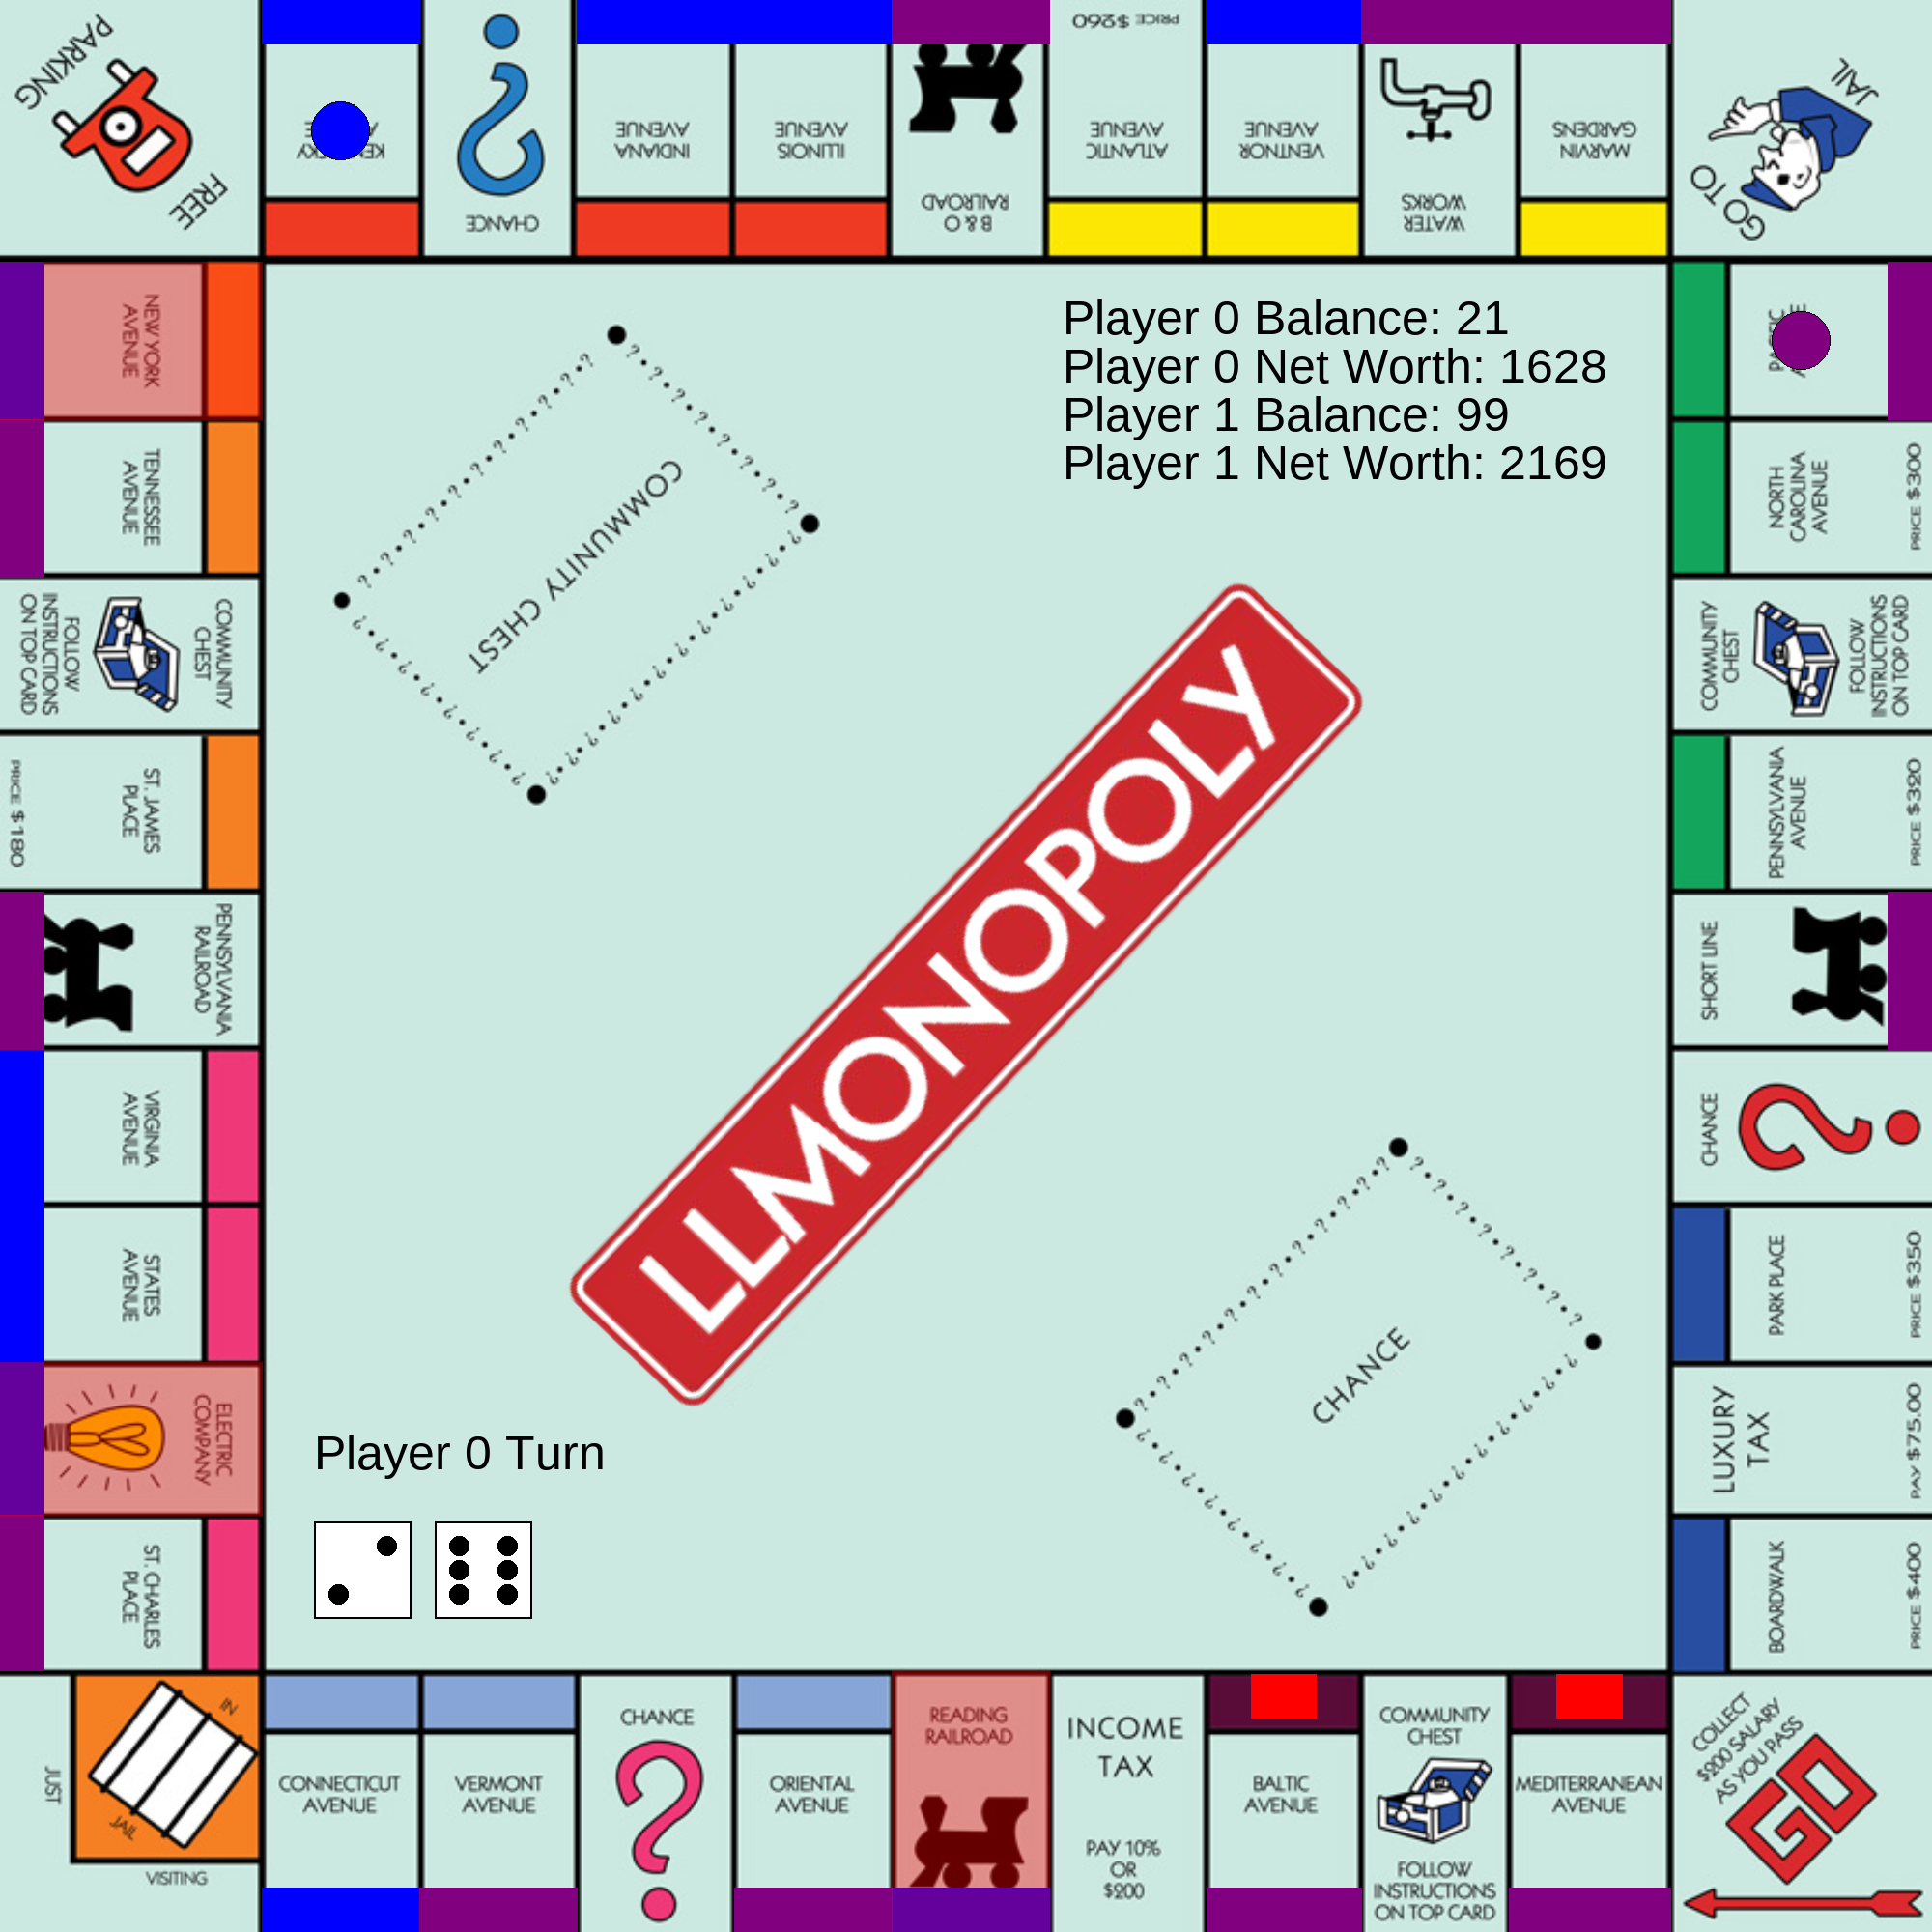 FREE
PARKING
KENTUCKY
CHANCE
INDIANA
AVENUE
ILLINOIS
AVENUE
B & O
RAILROAD
ATLANTIC
AVENUE
PRICE $260
VENTNOR
AVENUE
WATER
WORKS
MARVIN
GARDENS
GO TO
JAIL
NEW YORK
AVENUE
TENNESSEE
AVENUE
COMMUNITY
CHEST
FOLLOW
INSTRUCTIONS
ON TOP CARD
ST. JAMES
PLACE
PRICE $180
PENNSYLVANIA
RAILROAD
VIRGINIA
AVENUE
STATES
AVENUE
ELECTRIC
COMPANY
ST. CHARLES
PLACE
Player 0 Balance: 21
Player 0 Net Worth: 1628
Player 1 Balance: 99
Player 1 Net Worth: 2169
COMMUNITY CHEST
LLMONOPOLY
CHANCE
Player 0 Turn
NORTH
CAROLINA
AVENUE
PRICE $300
COMMUNITY
CHEST
FOLLOW
INSTRUCTIONS
ON TOP CARD
PENNSYLVANIA
AVENUE
PRICE $320
SHORT LINE
CHANCE
PARK PLACE
PRICE $350
LUXURY
TAX
PAY $75.00
BOARDWALK
PRICE $400
JUST
VISITING
IN
JAIL
CONNECTICUT
AVENUE
VERMONT
AVENUE
CHANCE
ORIENTAL
AVENUE
READING
RAILROAD
INCOME
TAX
PAY 10%
OR
$200
BALTIC
AVENUE
COMMUNITY
CHEST
FOLLOW
INSTRUCTIONS
ON TOP CARD
MEDITERRANEAN
AVENUE
COLLECT
$200 SALARY
AS YOU PASS
GO